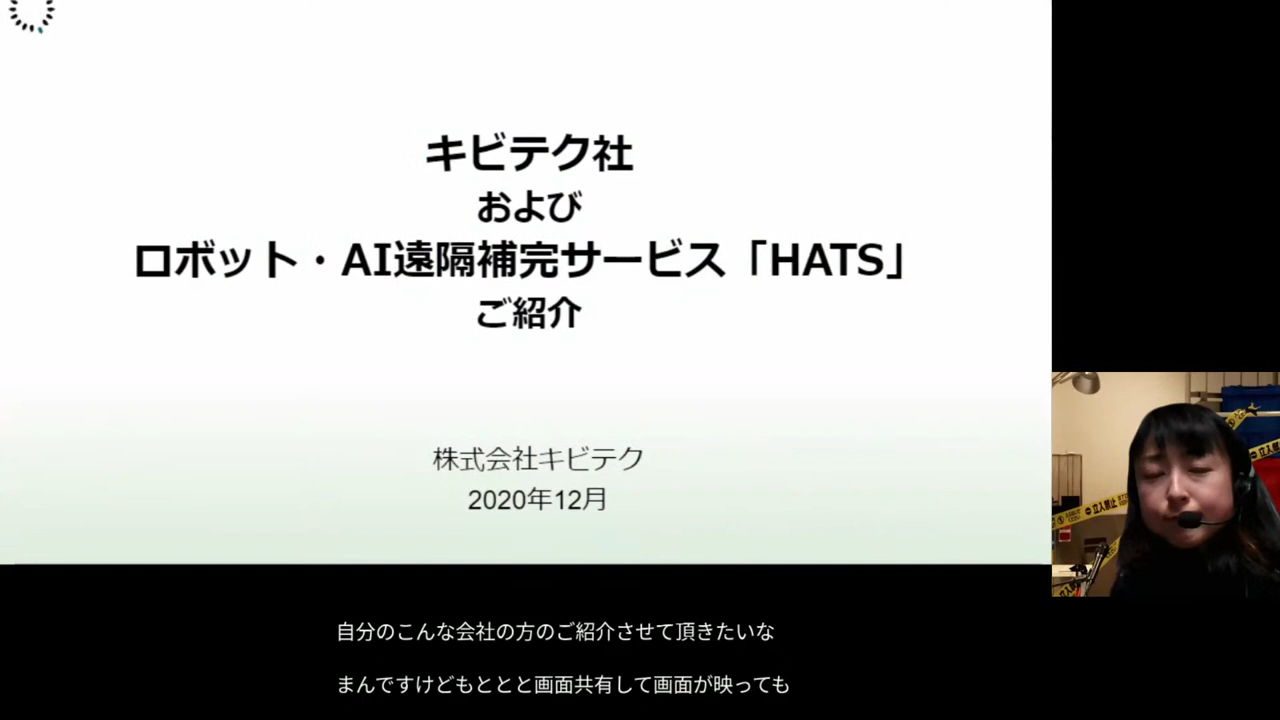 キビテク社
および
ロボット・AI遠隔補完サービス「HATS」
ご紹介
株式会社キビテク
2020年12月
立入禁止
自分のこんな会社の方のご紹介させて頂きたいな
まんですけどもととと画面共有して画面が映っても